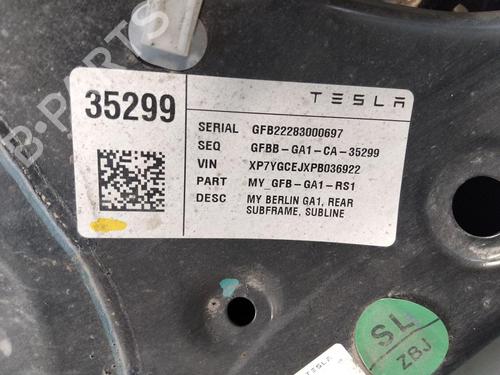 B-PARTS
35299
TESLA
SERIAL GFB22283000697
SEQ GFBB-GA1-CA-35299
VIN XP7YGCEJXPB036922
PART MY_GFB-GA1-RS1
DESC MY BERLIN GA1, REAR
SUBFRAME, SUBLINE
SL
ZBJ
TESLA